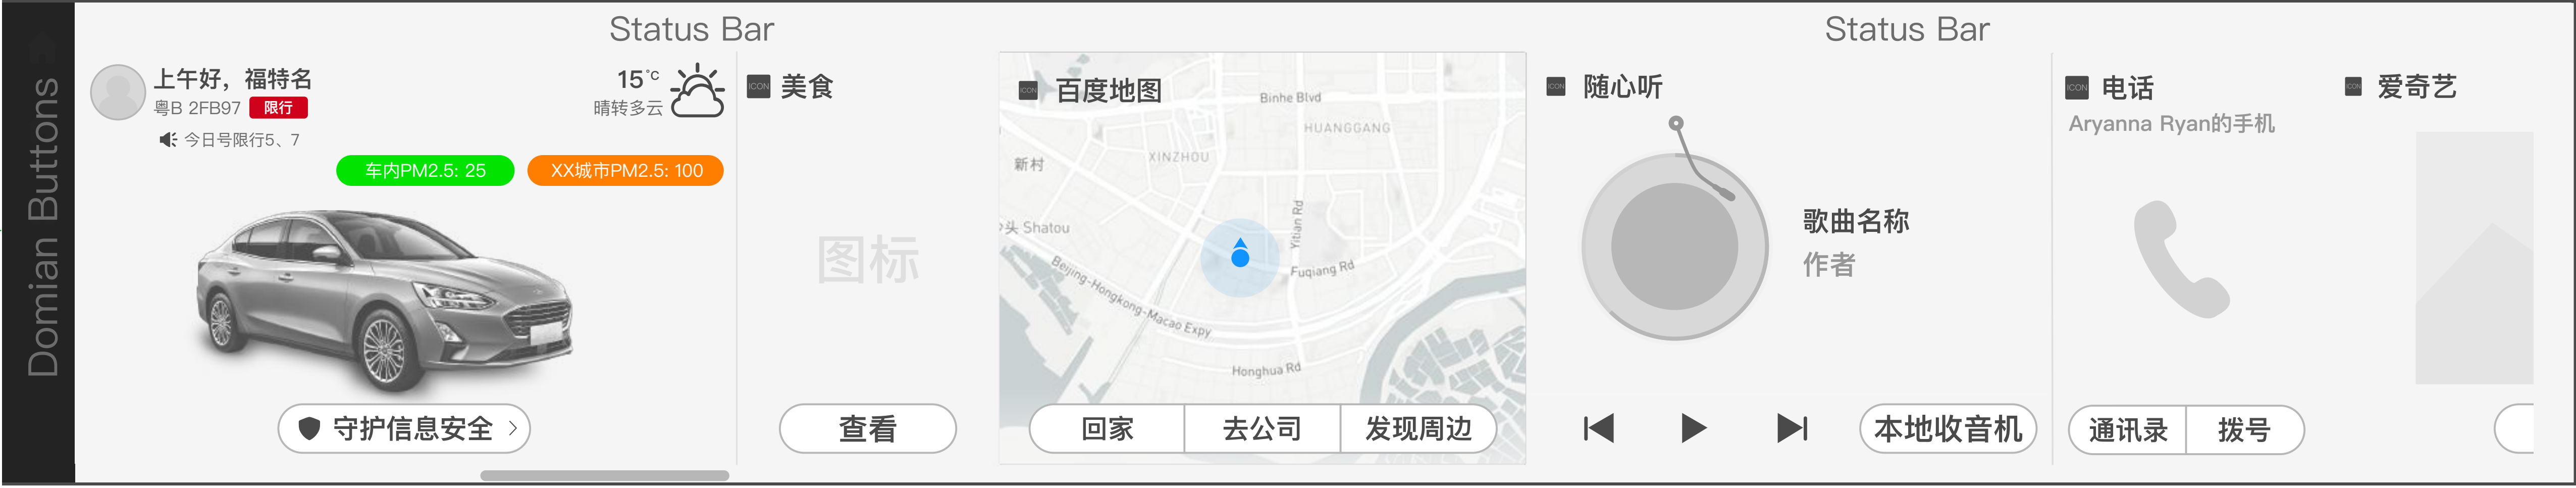 Status Bar
Status Bar
Domian Buttons
上午好，福特名
粤B 2FB97 限行
今日号限行5、7
15°C
晴转多云
车内PM2.5: 25
XX城市PM2.5: 100
守护信息安全
ICON 美食
图标
查看
ICON 百度地图
Binhe Blvd
HUANGGANG
XINZHOU
新村
头 Shatou
Yitian Rd
Fuqiang Rd
Beijing-Hongkong-Macao Expy
Honghua Rd
回家
去公司
发现周边
ICON 随心听
歌曲名称
作者
本地收音机
ICON 电话
Aryanna Ryan的手机
通讯录
拨号
ICON 爱奇艺